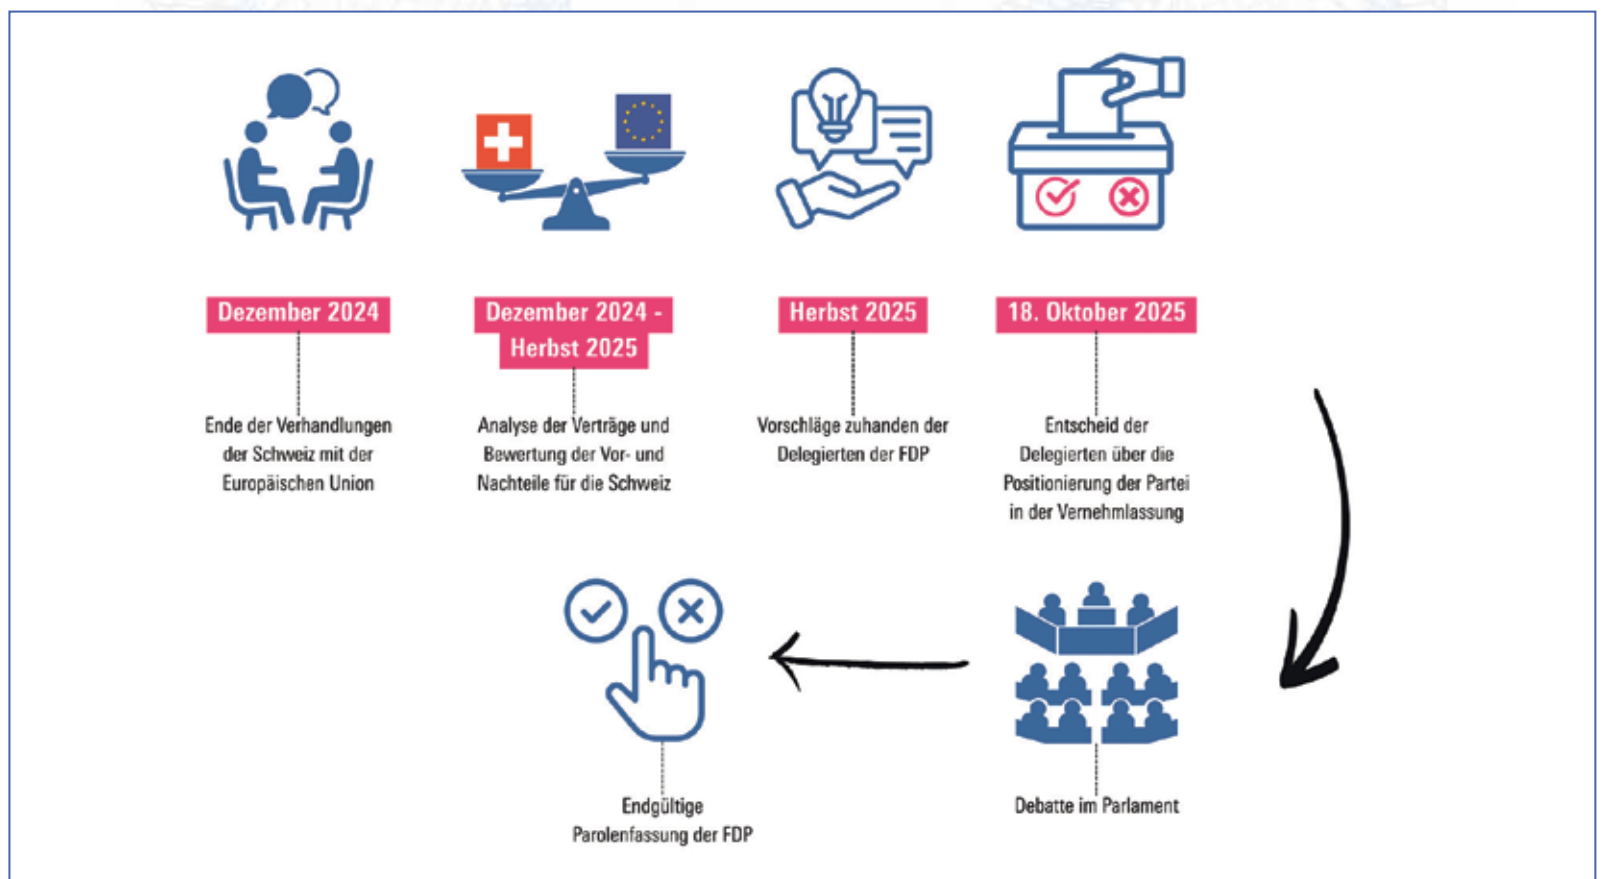 Dezember 2024
Ende der Verhandlungen
der Schweiz mit der
Europäischen Union
Dezember 2024 -
Herbst 2025
Analyse der Verträge und
Bewertung der Vor- und
Nachteile für die Schweiz
Herbst 2025
Vorschläge zuhanden der
Delegierten der FDP
18. Oktober 2025
Entscheid der
Delegierten über die
Positionierung der Partei
in der Vernehmlassung
Debatte im Parlament
Endgültige
Parolenfassung der FDP